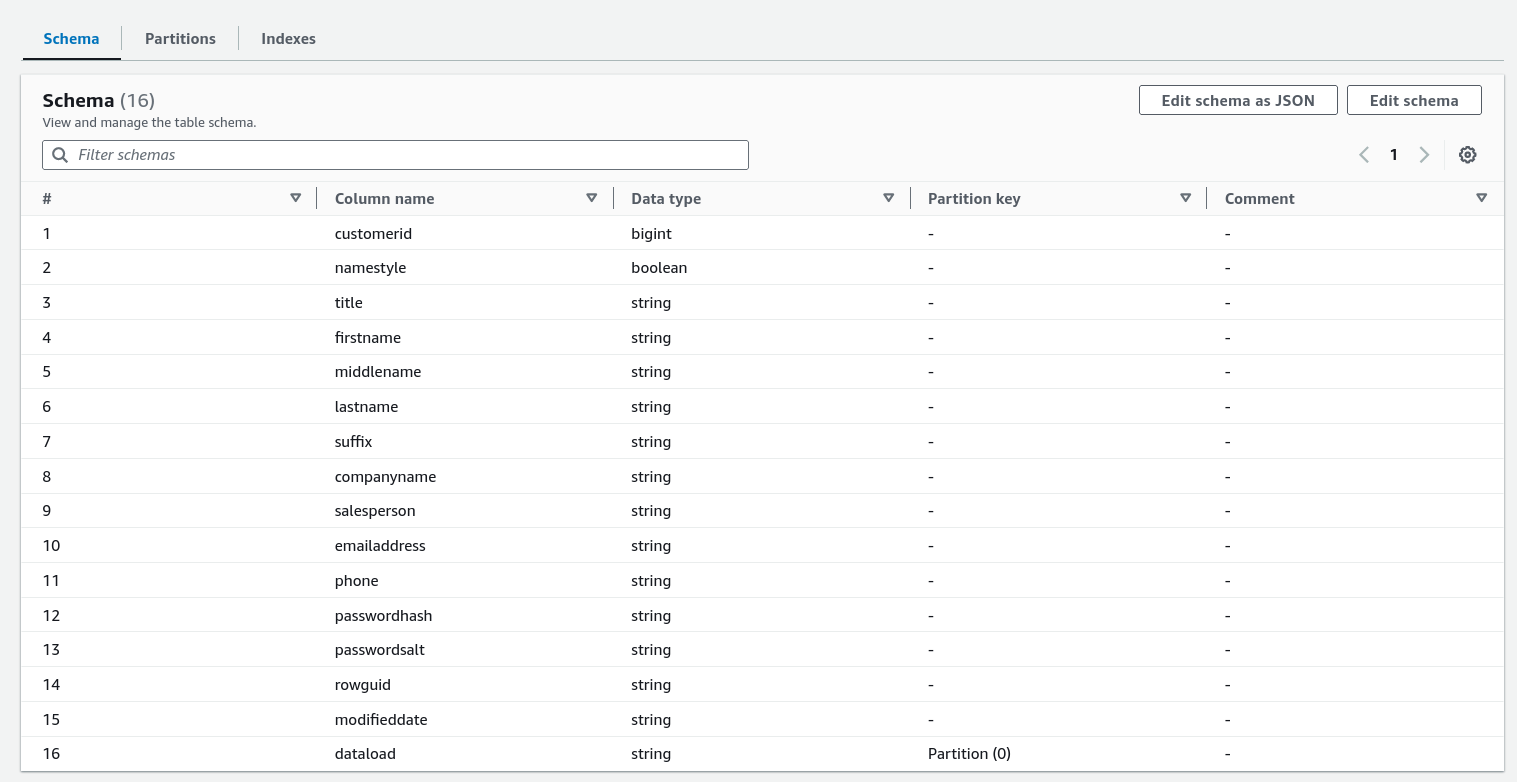 Schema Partitions Indexes
Schema (16) Edit schema as JSON Edit schema
View and manage the table schema.
Filter schemas 1
# Column name Data type Partition key Comment
1 customerid bigint - -
2 namestyle boolean - -
3 title string - -
4 firstname string - -
5 middlename string - -
6 lastname string - -
7 suffix string - -
8 companyname string - -
9 salesperson string - -
10 emailaddress string - -
11 phone string - -
12 passwordhash string - -
13 passwordsalt string - -
14 rowguid string - -
15 modifieddate string - -
16 dataload string Partition (0) -